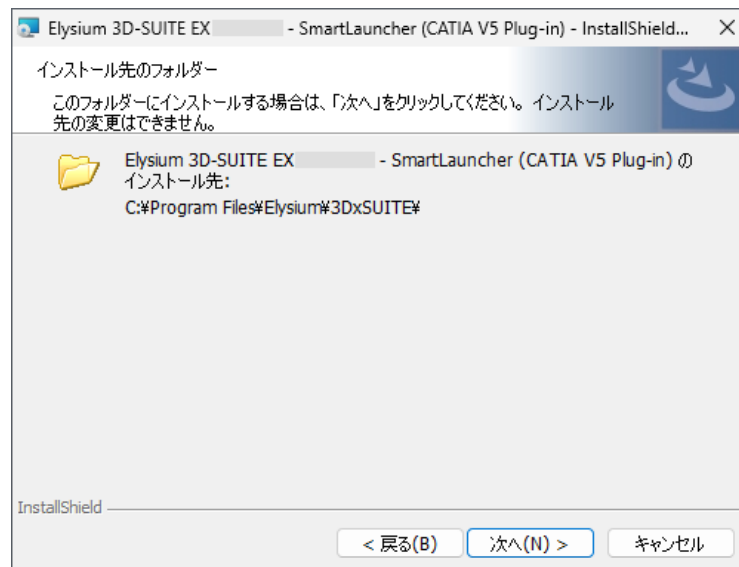 Elysium 3D-SUITE EX - SmartLauncher (CATIA V5 Plug-in) - InstallShield...
インストール先のフォルダー
このフォルダーにインストールする場合は、「次へ」をクリックしてください。インストール
先の変更はできません。
Elysium 3D-SUITE EX - SmartLauncher (CATIA V5 Plug-in) の
インストール先:
C:¥Program Files¥Elysium¥3DxSUITE¥
InstallShield
< 戻る(B) 次へ(N) > キャンセル